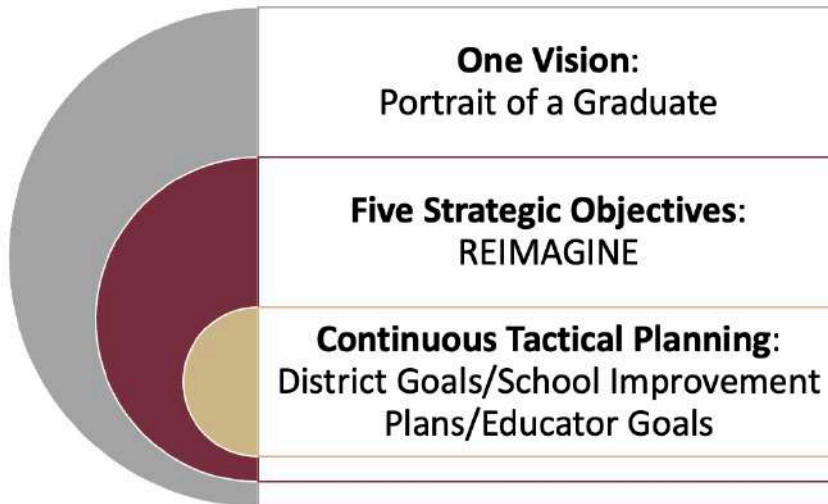 One Vision:
Portrait of a Graduate
Five Strategic Objectives:
REIMAGINE
Continuous Tactical Planning:
District Goals/School Improvement
Plans/Educator Goals